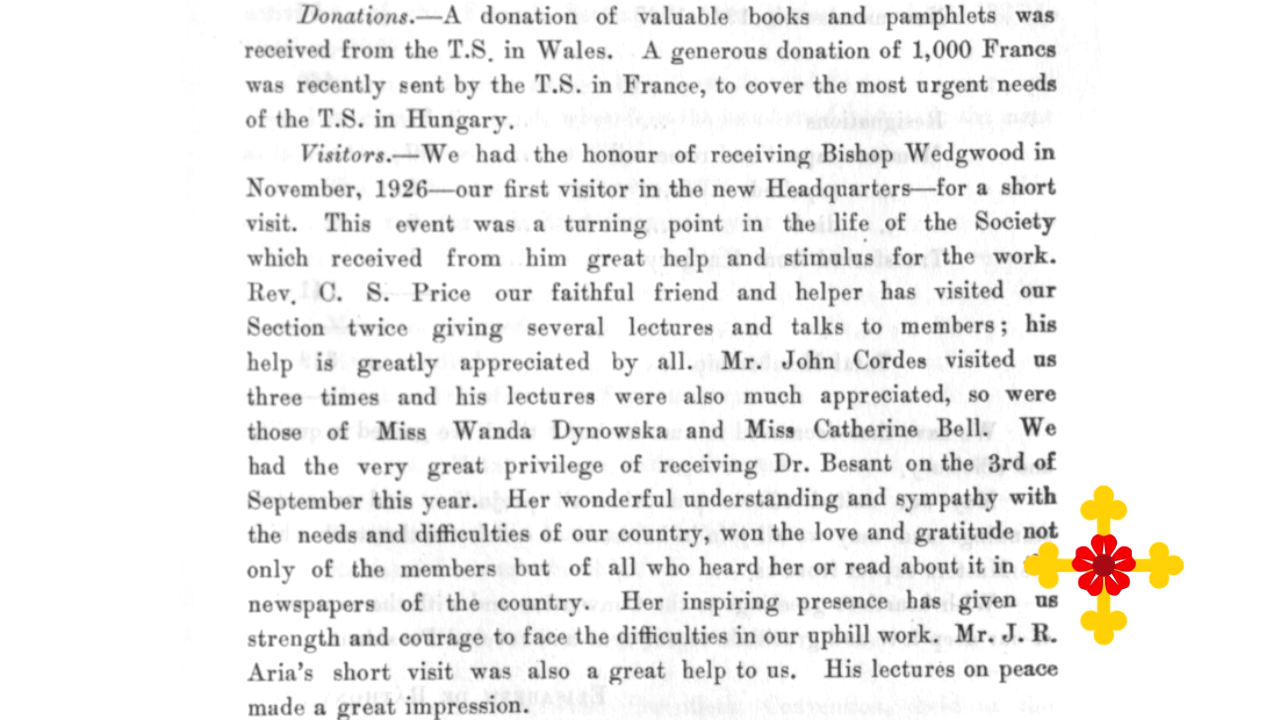 Donations.—A donation of valuable books and pamphlets was
received from the T.S. in Wales. A generous donation of 1,000 Francs
was recently sent by the T.S. in France, to cover the most urgent needs
of the T.S. in Hungary.
Visitors.—We had the honour of receiving Bishop Wedgwood in
November, 1926—our first visitor in the new Headquarters—for a short
visit. This event was a turning point in the life of the Society
which received from him great help and stimulus for the work.
Rev. C. S. Price our faithful friend and helper has visited our
Section twice giving several lectures and talks to members; his
help is greatly appreciated by all. Mr. John Cordes visited us
three times and his lectures were also much appreciated, so were
those of Miss Wanda Dynowska and Miss Catherine Bell. We
had the very great privilege of receiving Dr. Besant on the 3rd of
September this year. Her wonderful understanding and sympathy with
the needs and difficulties of our country, won the love and gratitude not
only of the members but of all who heard her or read about it in
newspapers of the country. Her inspiring presence has given us
strength and courage to face the difficulties in our uphill work. Mr. J. R.
Aria's short visit was also a great help to us. His lectures on peace
made a great impression.